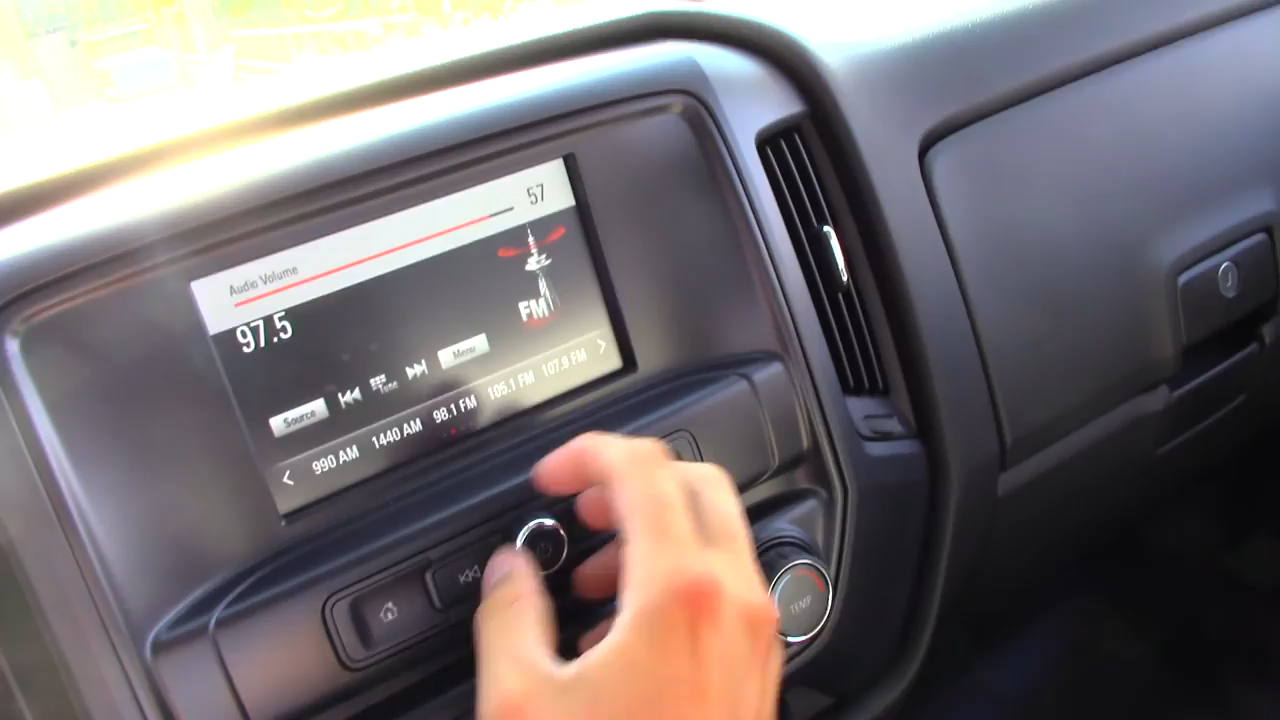 57
Audio Volume
97.5
FM
Source
Tune
Menu
990 AM 1440 AM 98.1 FM 105.1 FM 107.9 FM
TEMP